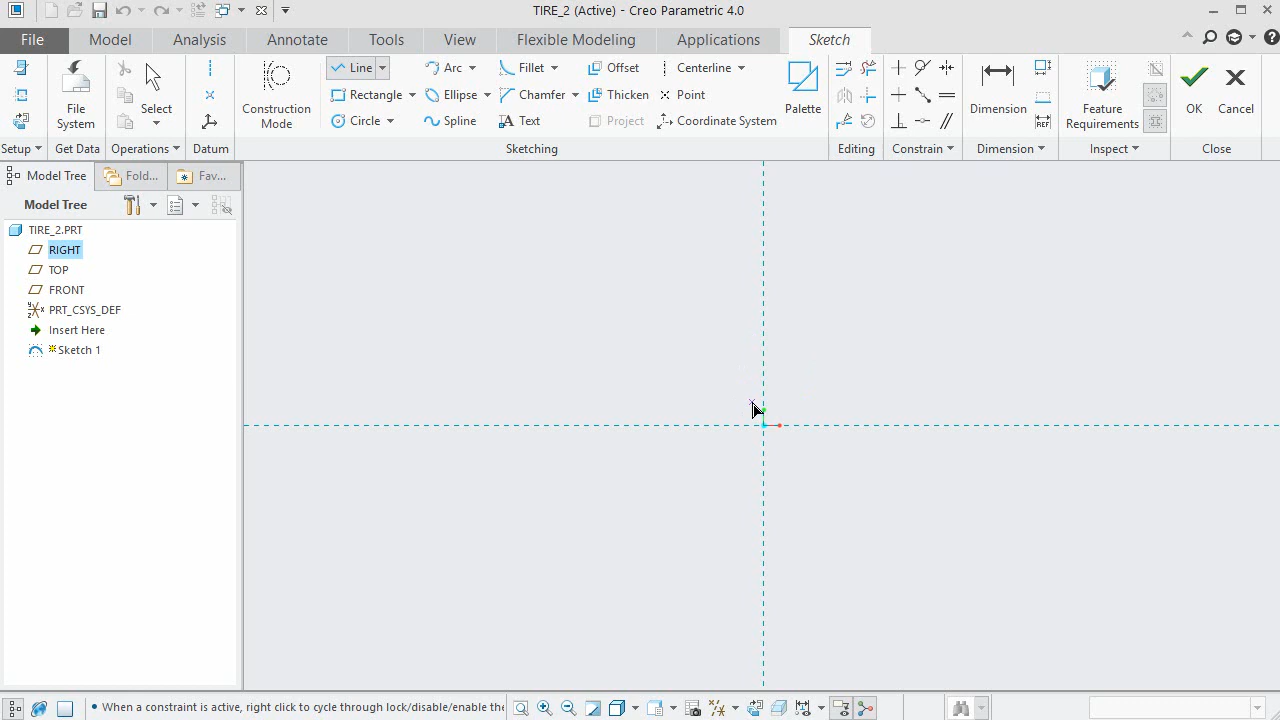 TIRE_2 (Active) - Creo Parametric 4.0
File Model Analysis Annotate Tools View Flexible Modeling Applications Sketch
Line Arc Fillet Offset Centerline
Rectangle Ellipse Chamfer Thicken Point
Circle Spline Text Project Coordinate System
File System
Select
Construction Mode
Palette
Dimension
Feature Requirements
OK
Cancel
Setup Get Data Operations Datum Sketching Editing Constrain Dimension Inspect Close
Model Tree Fold... Fav...
Model Tree
TIRE_2.PRT
RIGHT
TOP
FRONT
PRT_CSYS_DEF
Insert Here
Sketch 1
• When a constraint is active, right click to cycle through lock/disable/enable the